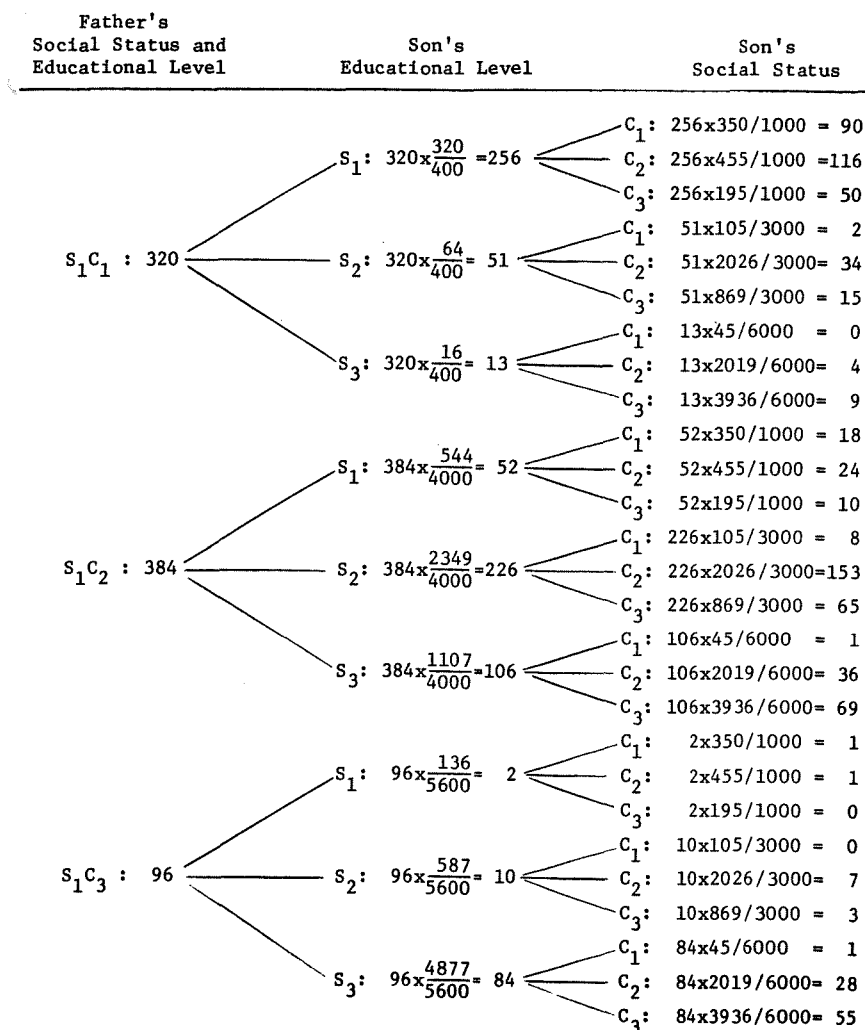 Father's
Social Status and
Educational Level
Son's
Educational Level
Son's
Social Status
S₁C₁ : 320
S₁: 320x320/400 =256
C₁: 256x350/1000 = 90
C₂: 256x455/1000 =116
C₃: 256x195/1000 = 50
S₂: 320x64/400= 51
C₁: 51x105/3000 = 2
C₂: 51x2026/3000= 34
C₃: 51x869/3000 = 15
S₃: 320x16/400= 13
C₁: 13x45/6000 = 0
C₂: 13x2019/6000= 4
C₃: 13x3936/6000= 9
S₁C₂ : 384
S₁: 384x544/4000= 52
C₁: 52x350/1000 = 18
C₂: 52x455/1000 = 24
C₃: 52x195/1000 = 10
S₂: 384x2349/4000=226
C₁: 226x105/3000 = 8
C₂: 226x2026/3000=153
C₃: 226x869/3000 = 65
S₃: 384x1107/4000=106
C₁: 106x45/6000 = 1
C₂: 106x2019/6000= 36
C₃: 106x3936/6000= 69
S₁C₃ : 96
S₁: 96x136/5600= 2
C₁: 2x350/1000 = 1
C₂: 2x455/1000 = 1
C₃: 2x195/1000 = 0
S₂: 96x587/5600= 10
C₁: 10x105/3000 = 0
C₂: 10x2026/3000= 7
C₃: 10x869/3000 = 3
S₃: 96x4877/5600= 84
C₁: 84x45/6000 = 1
C₂: 84x2019/6000= 28
C₃: 84x3936/6000= 55